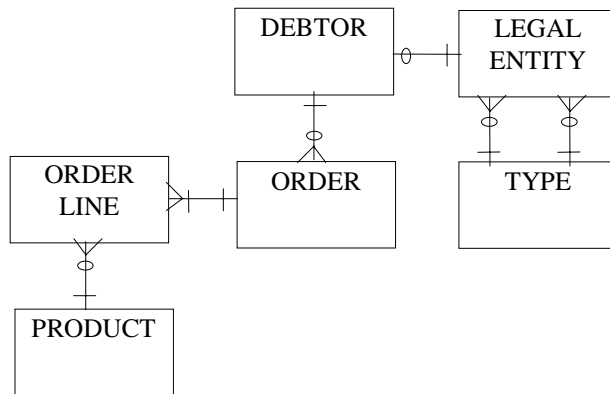 DEBTOR
LEGAL
ENTITY
ORDER
LINE
ORDER
TYPE
PRODUCT